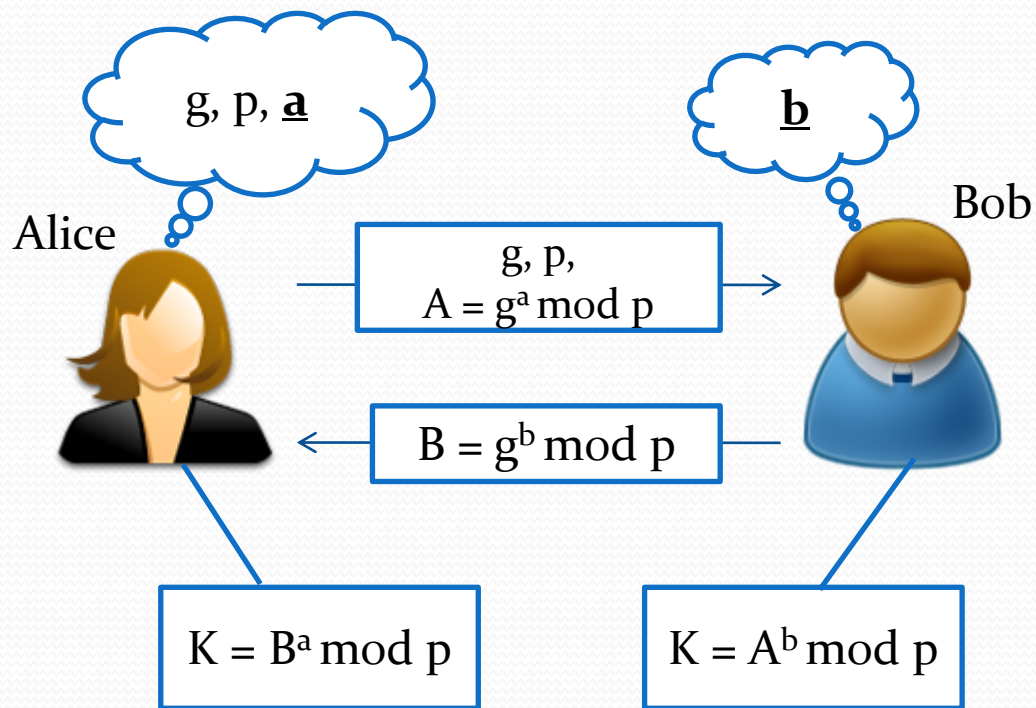 g, p, a
b
Alice
Bob
g, p,
A = gᵃ mod p
B = gᵇ mod p
K = Bᵃ mod p
K = Aᵇ mod p